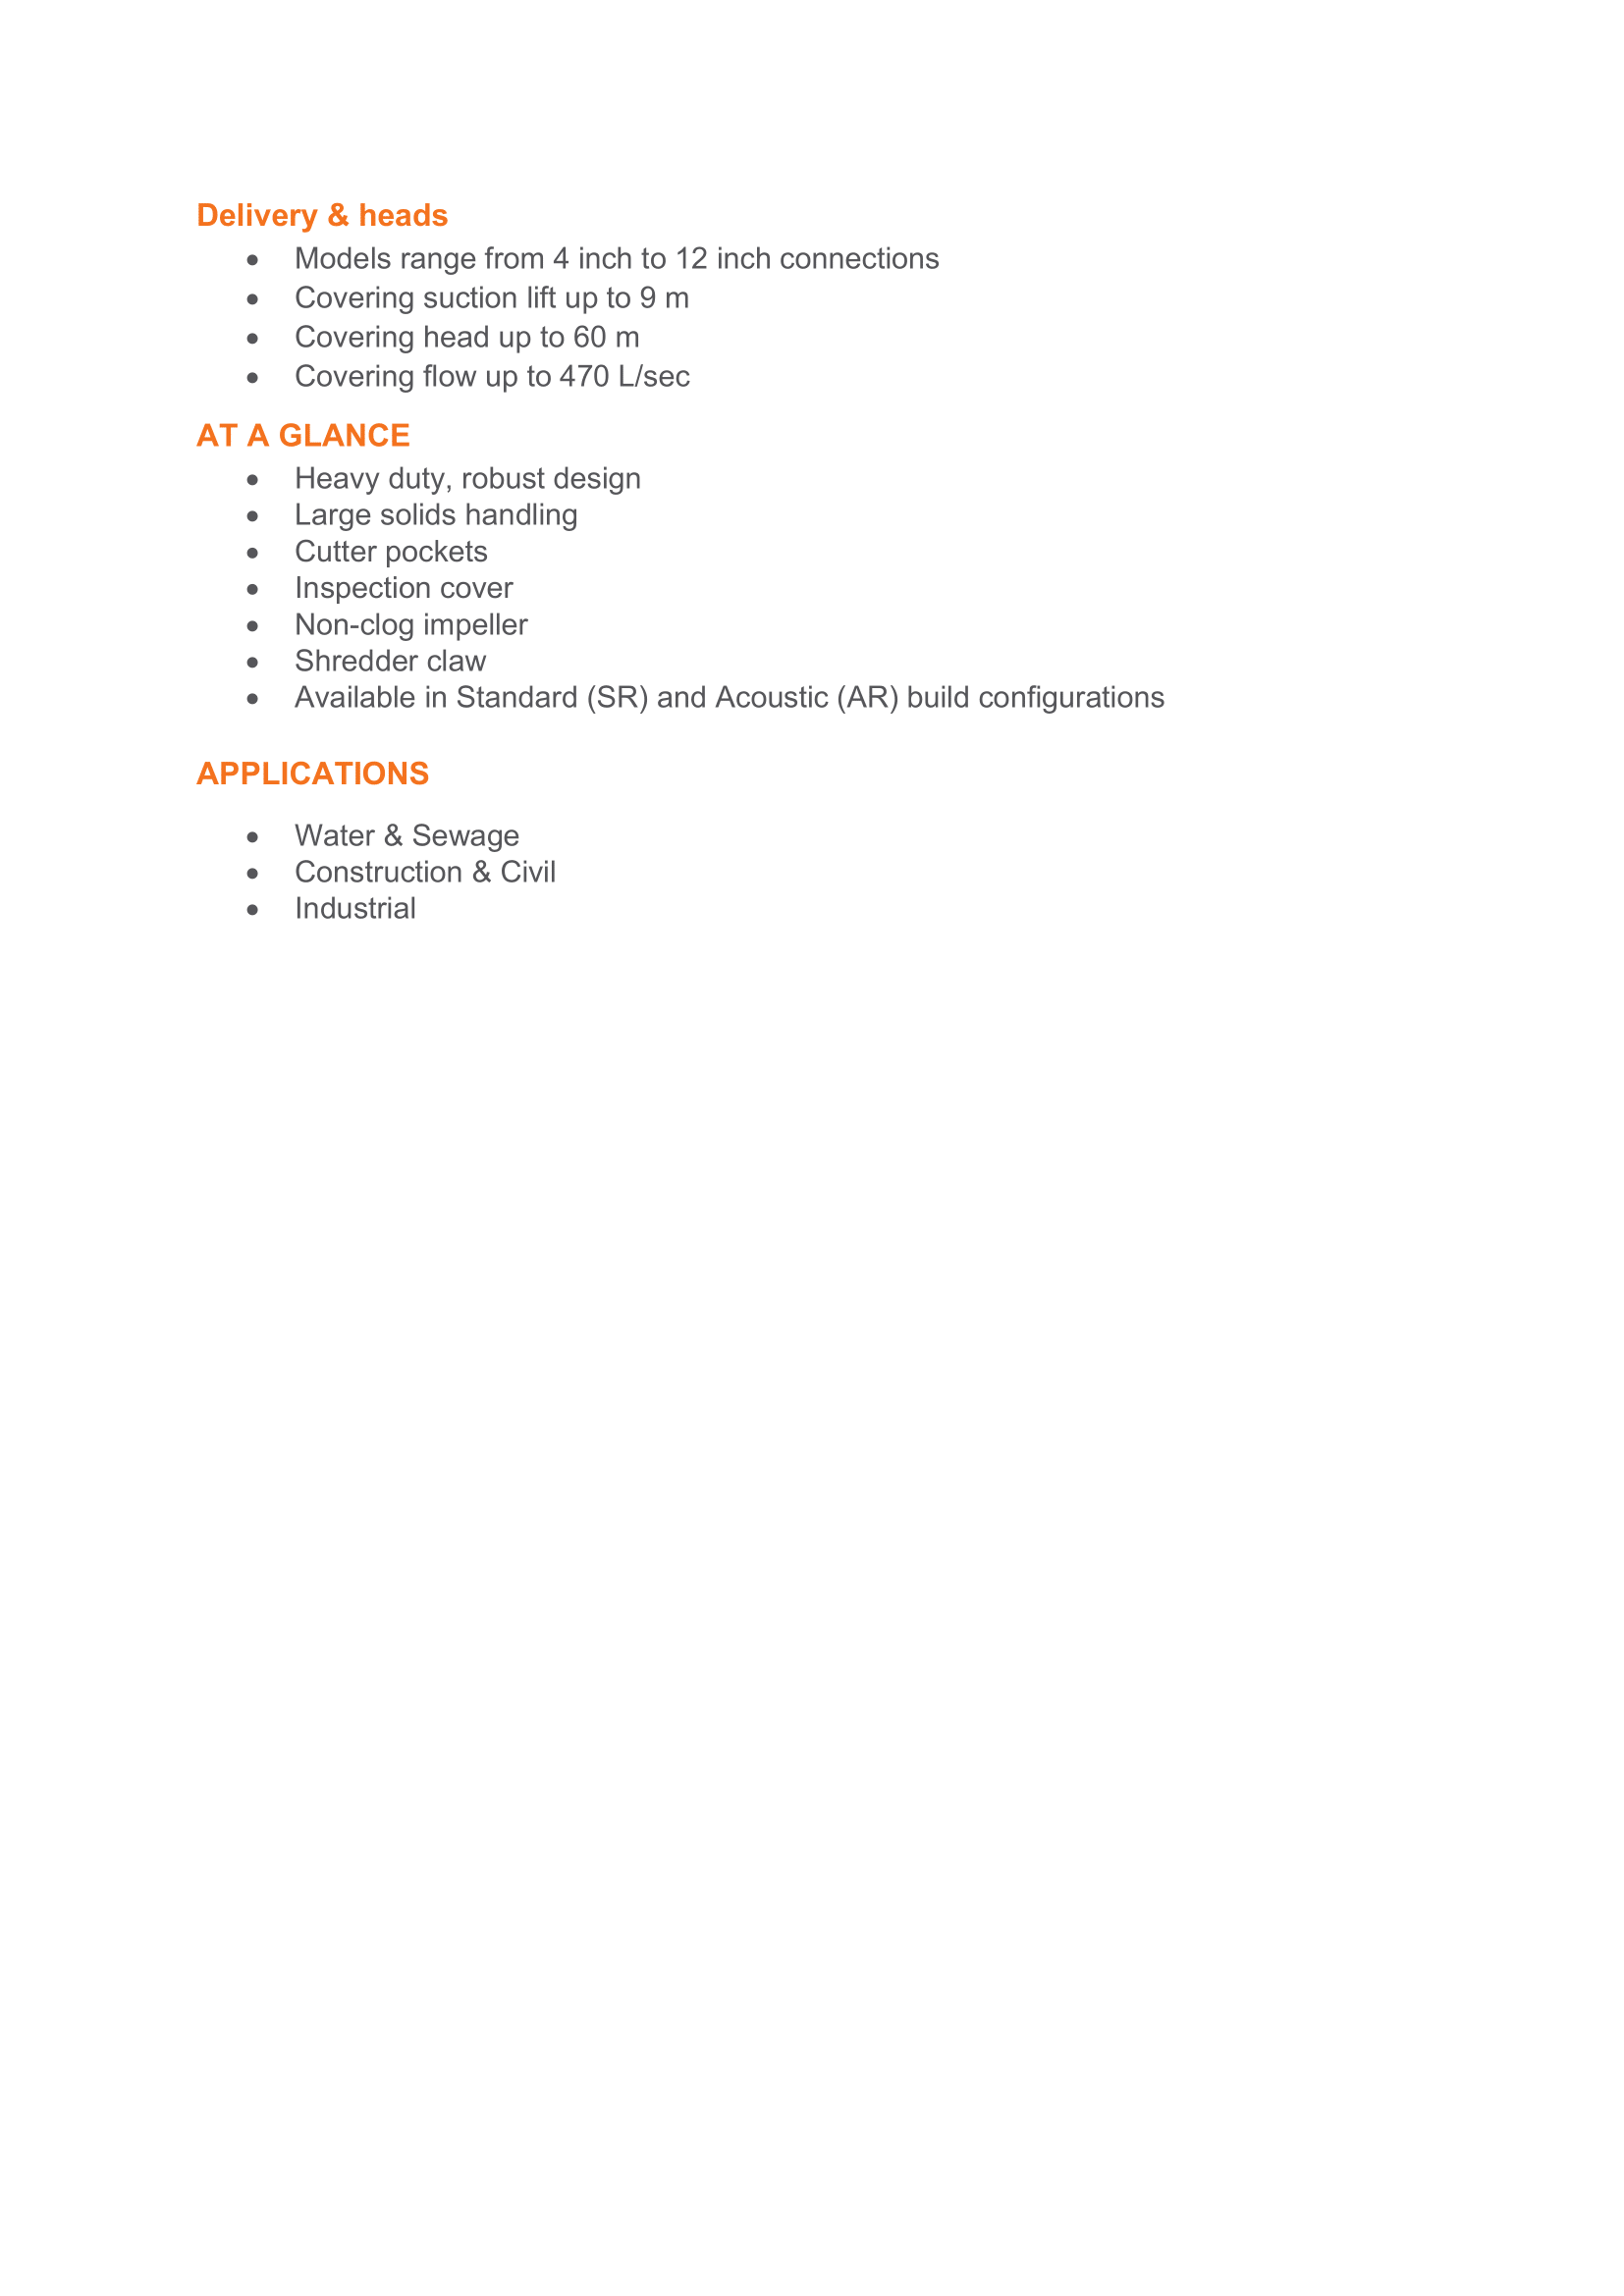 Delivery & heads
• Models range from 4 inch to 12 inch connections
• Covering suction lift up to 9 m
• Covering head up to 60 m
• Covering flow up to 470 L/sec
AT A GLANCE
• Heavy duty, robust design
• Large solids handling
• Cutter pockets
• Inspection cover
• Non-clog impeller
• Shredder claw
• Available in Standard (SR) and Acoustic (AR) build configurations
APPLICATIONS
• Water & Sewage
• Construction & Civil
• Industrial